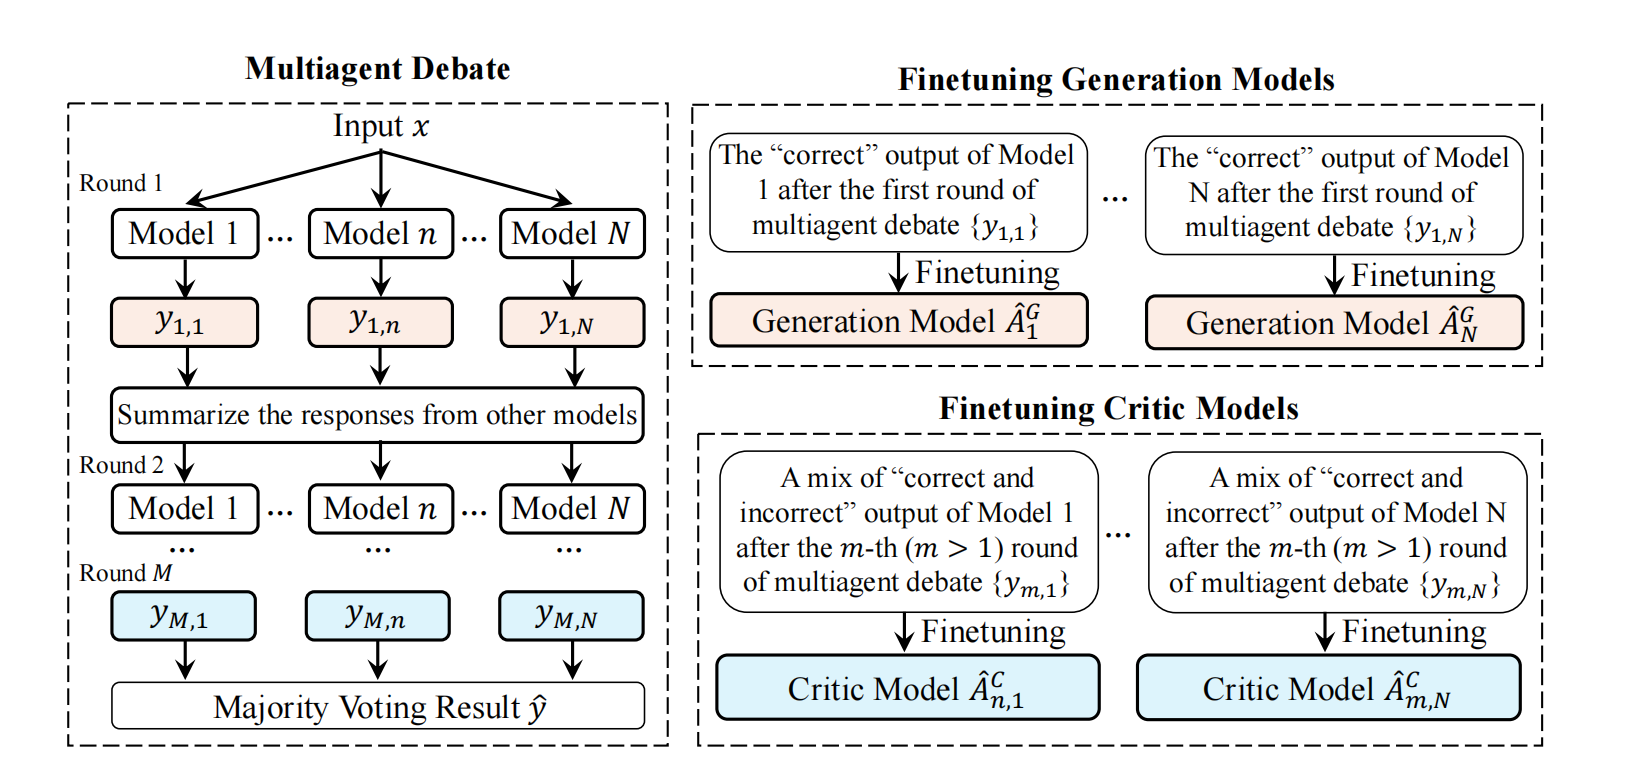 Multiagent Debate
Input x
Round 1
Model 1 ... Model n ... Model N
y1,1 y1,n y1,N
Summarize the responses from other models
Round 2
Model 1 ... Model n ... Model N
... ... ...
Round M
yM,1 yM,n yM,N
Majority Voting Result ŷ
Finetuning Generation Models
The “correct” output of Model
1 after the first round of
multiagent debate {y1,1}
Finetuning
Generation Model Â1^G
...
The “correct” output of Model
N after the first round of
multiagent debate {y1,N}
Finetuning
Generation Model ÂN^G
Finetuning Critic Models
A mix of “correct and
incorrect” output of Model 1
after the m-th (m > 1) round
of multiagent debate {ym,1}
Finetuning
Critic Model Ân,1^C
...
A mix of “correct and
incorrect” output of Model N
after the m-th (m > 1) round
of multiagent debate {ym,N}
Finetuning
Critic Model Âm,N^C